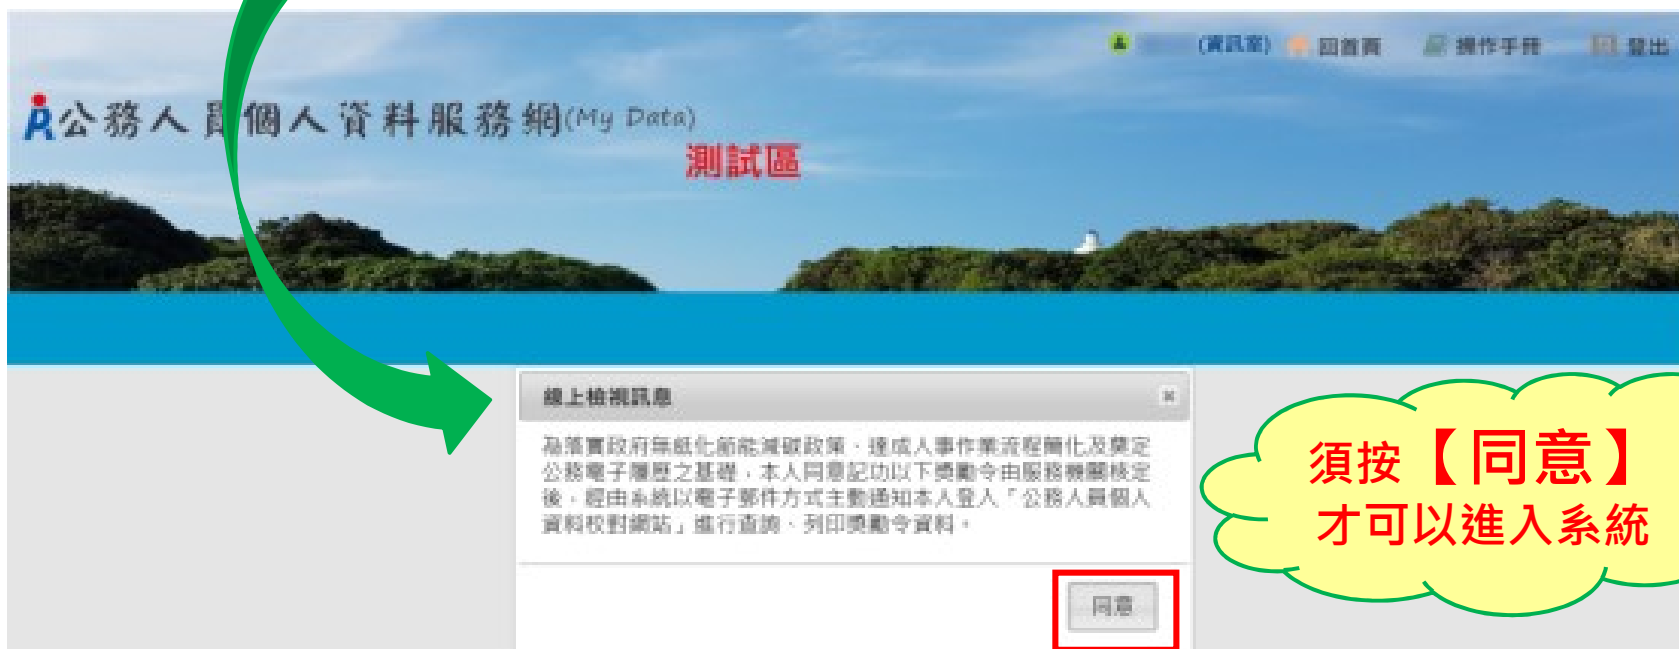 (資訊室) 回首頁 操作手冊 登出
公務人員個人資料服務網(My Data)
測試區
線上檢視訊息
為落實政府無紙化節能減碳政策、達成人事作業流程簡化及奠定
公務電子履歷之基礎，本人同意記功以下獎勵令由服務機關核定
後，經由系統以電子郵件方式主動通知本人登入「公務人員個人
資料校對網站」進行查詢、列印獎勵令資料。
同意
須按【同意】
才可以進入系統